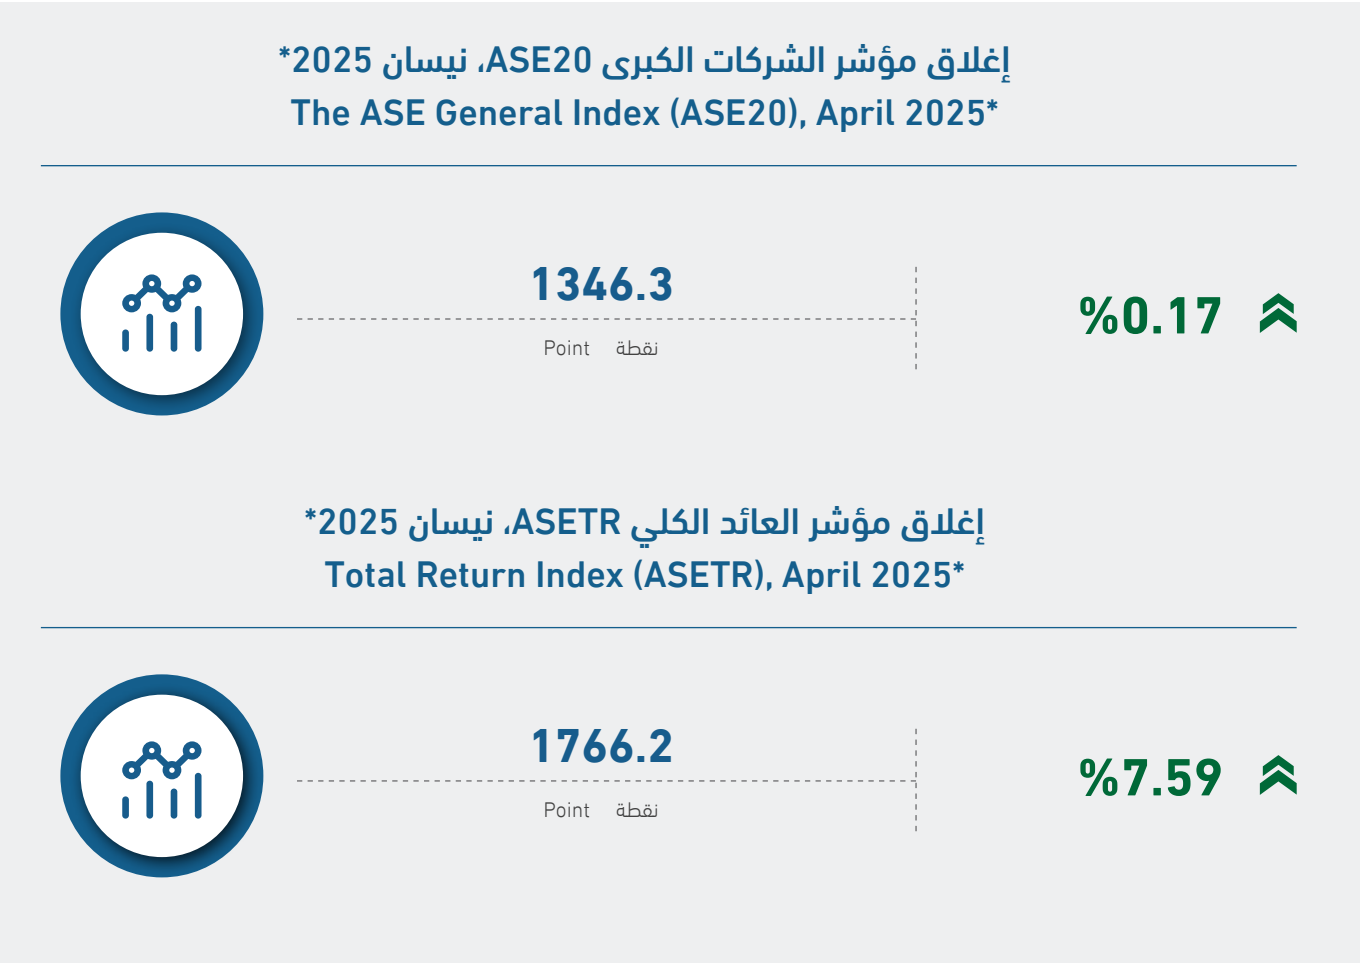 إغلاق مؤشر الشركات الكبرى ASE20، نيسان 2025*
The ASE General Index (ASE20), April 2025*
1346.3
Point نقطة
%0.17
إغلاق مؤشر العائد الكلي ASETR، نيسان 2025*
Total Return Index (ASETR), April 2025*
1766.2
Point نقطة
%7.59